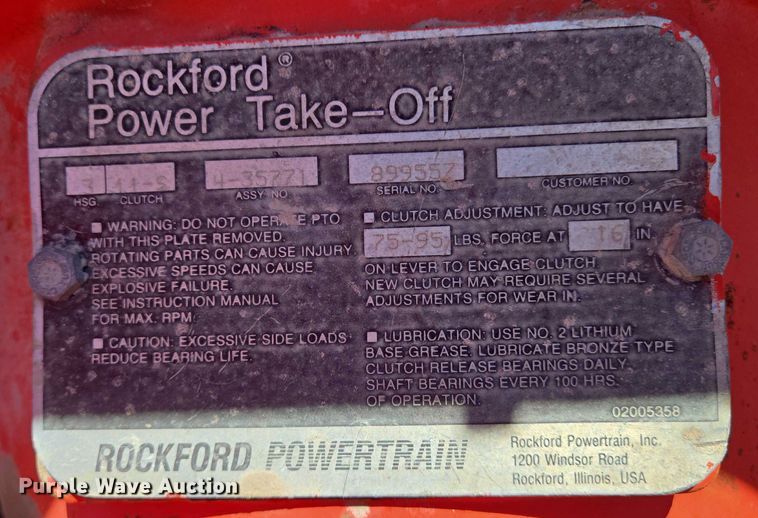 Rockford®
Power Take-Off
3 11-S 4-35771 899557
HSG CLUTCH ASSY NO. SERIAL NO. CUSTOMER NO.
■ WARNING: DO NOT OPERATE PTO
WITH THIS PLATE REMOVED.
ROTATING PARTS CAN CAUSE INJURY.
EXCESSIVE SPEEDS CAN CAUSE
EXPLOSIVE FAILURE.
SEE INSTRUCTION MANUAL
FOR MAX. RPM.
■ CAUTION: EXCESSIVE SIDE LOADS
REDUCE BEARING LIFE.
■ CLUTCH ADJUSTMENT: ADJUST TO HAVE
75-95 LBS. FORCE AT 16 IN.
ON LEVER TO ENGAGE CLUTCH.
NEW CLUTCH MAY REQUIRE SEVERAL
ADJUSTMENTS FOR WEAR IN.
■ LUBRICATION: USE NO. 2 LITHIUM
BASE GREASE. LUBRICATE BRONZE TYPE
CLUTCH RELEASE BEARINGS DAILY,
SHAFT BEARINGS EVERY 100 HRS.
OF OPERATION.
02005358
ROCKFORD POWERTRAIN
Rockford Powertrain, Inc.
1200 Windsor Road
Rockford, Illinois, USA
Purple Wave Auction